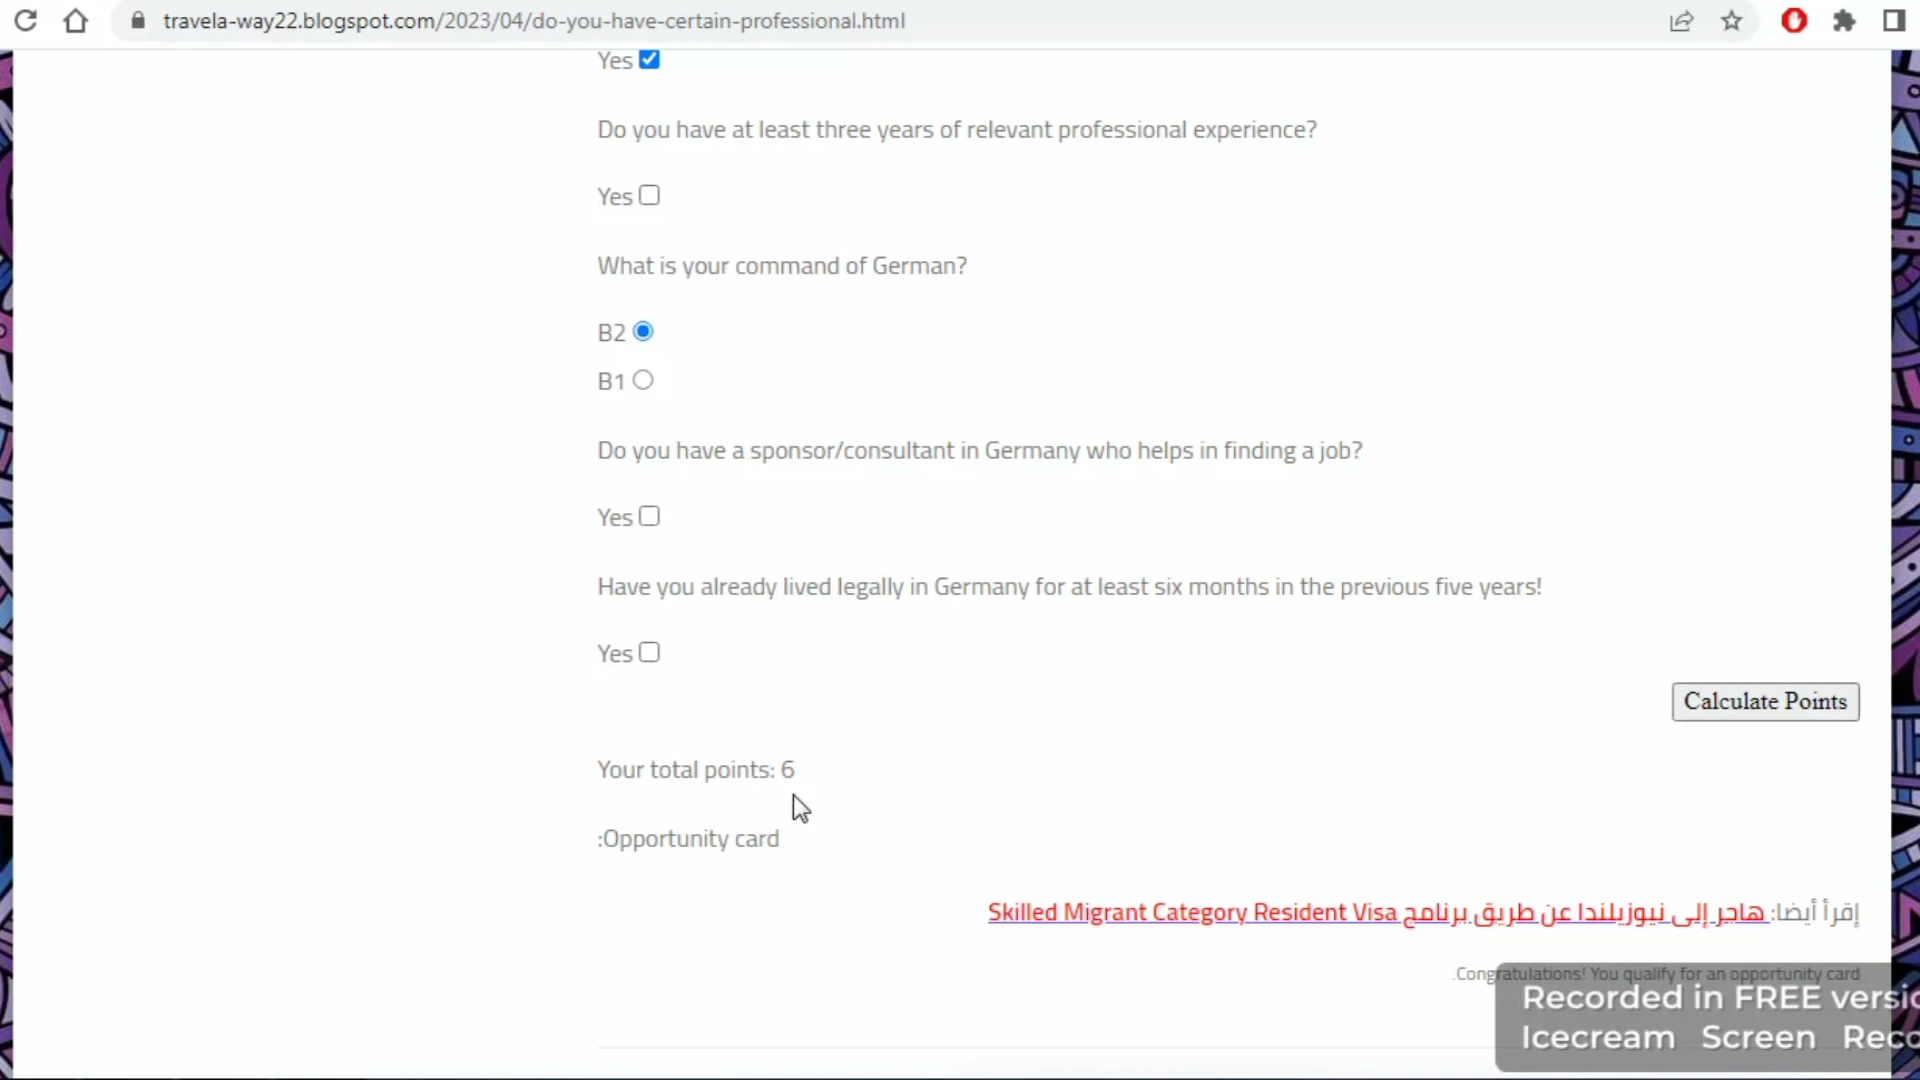 travela-way22.blogspot.com/2023/04/do-you-have-certain-professional.html
Yes
Do you have at least three years of relevant professional experience?
Yes
What is your command of German?
B2
B1
Do you have a sponsor/consultant in Germany who helps in finding a job?
Yes
Have you already lived legally in Germany for at least six months in the previous five years!
Yes
Calculate Points
Your total points: 6
:Opportunity card
إقرأ أيضا: هاجر إلى نيوزيلندا عن طريق برنامج Skilled Migrant Category Resident Visa
.Congratulations! You qualify for an opportunity card
Recorded in FREE versio
Icecream Screen Reco